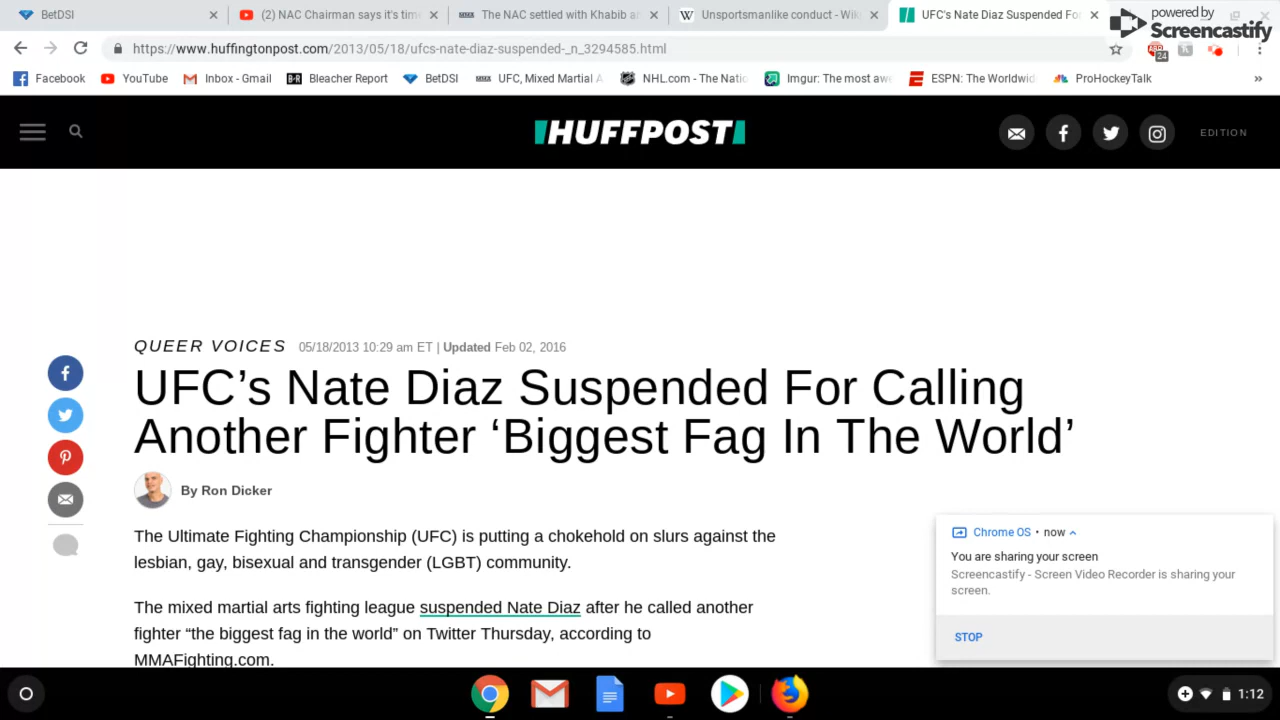 BetDSI
(2) NAC Chairman says it's time
The NAC settled with Khabib an
Unsportsmanlike conduct - Wik
UFC's Nate Diaz Suspended For
powered by
Screencastify
https://www.huffingtonpost.com/2013/05/18/ufcs-nate-diaz-suspended-_n_3294585.html
24
Facebook
YouTube
Inbox - Gmail
B-R
Bleacher Report
BetDSI
UFC, Mixed Martial A
NHL.com - The Natio
Imgur: The most awe
ESPN: The Worldwid
ProHockeyTalk
»
HUFFPOST
EDITION
QUEER VOICES 05/18/2013 10:29 am ET | Updated Feb 02, 2016
UFC’s Nate Diaz Suspended For Calling
Another Fighter ‘Biggest Fag In The World’
By Ron Dicker
The Ultimate Fighting Championship (UFC) is putting a chokehold on slurs against the
lesbian, gay, bisexual and transgender (LGBT) community.
The mixed martial arts fighting league suspended Nate Diaz after he called another
fighter “the biggest fag in the world” on Twitter Thursday, according to
MMAFighting.com.
Chrome OS • now
You are sharing your screen
Screencastify - Screen Video Recorder is sharing your
screen.
STOP
1:12